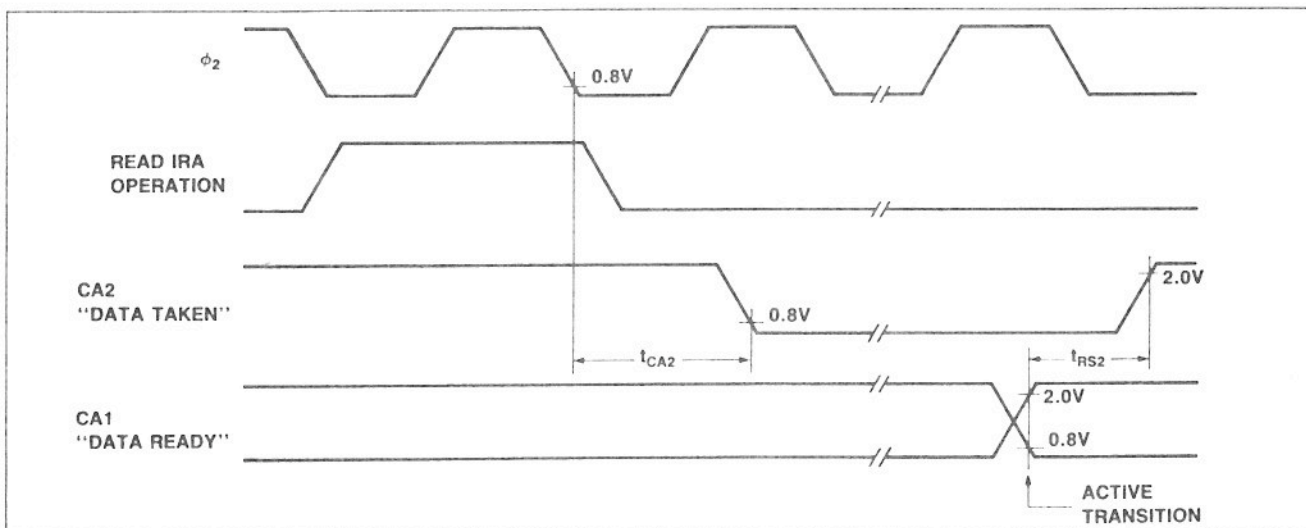 ϕ2
0.8V
READ IRA
OPERATION
CA2
"DATA TAKEN"
0.8V
2.0V
tCA2
tRS2
CA1
"DATA READY"
2.0V
0.8V
ACTIVE
TRANSITION